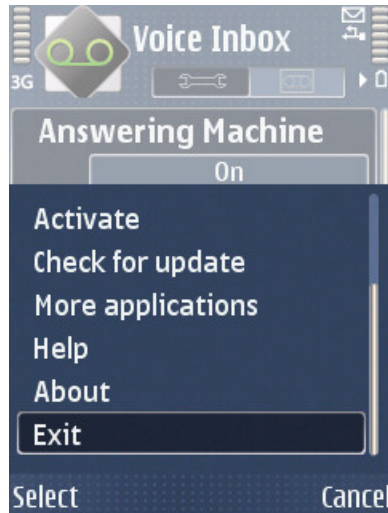 Voice Inbox
3G
Answering Machine
On
Activate
Check for update
More applications
Help
About
Exit
Select
Cancel